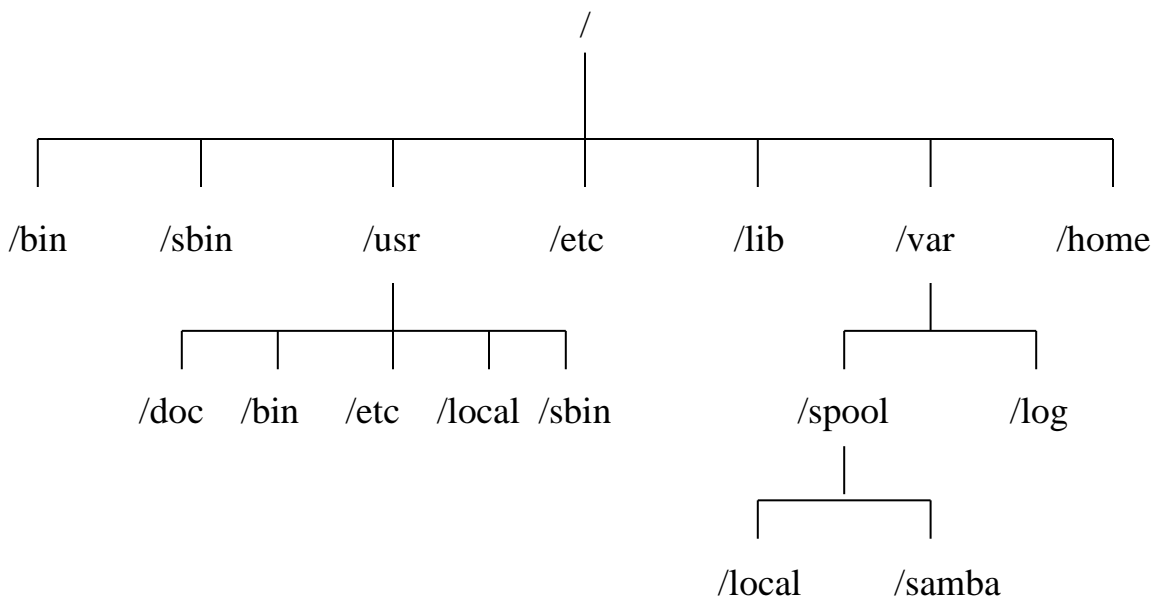 /
/bin /sbin /usr /etc /lib /var /home
/doc /bin /etc /local /sbin /spool /log
/local /samba